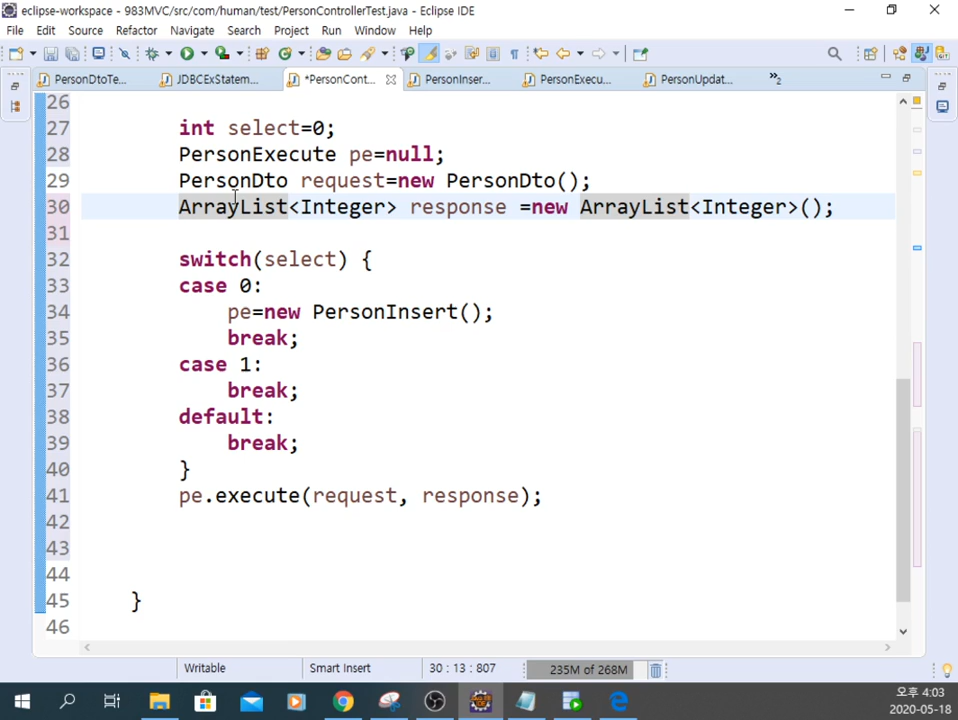 eclipse-workspace - 983MVC/src/com/human/test/PersonControllerTest.java - Eclipse IDE
File Edit Source Refactor Navigate Search Project Run Window Help
PersonDtoTe... JDBCExStatem... *PersonCont... PersonInser... PersonExecu... PersonUpdat... »2
26
27 int select=0;
28 PersonExecute pe=null;
29 PersonDto request=new PersonDto();
30 ArrayList<Integer> response =new ArrayList<Integer>();
31
32 switch(select) {
33 case 0:
34 pe=new PersonInsert();
35 break;
36 case 1:
37 break;
38 default:
39 break;
40 }
41 pe.execute(request, response);
42
43
44
45 }
46
Writable Smart Insert 30 : 13 : 807 235M of 268M
오후 4:03
2020-05-18